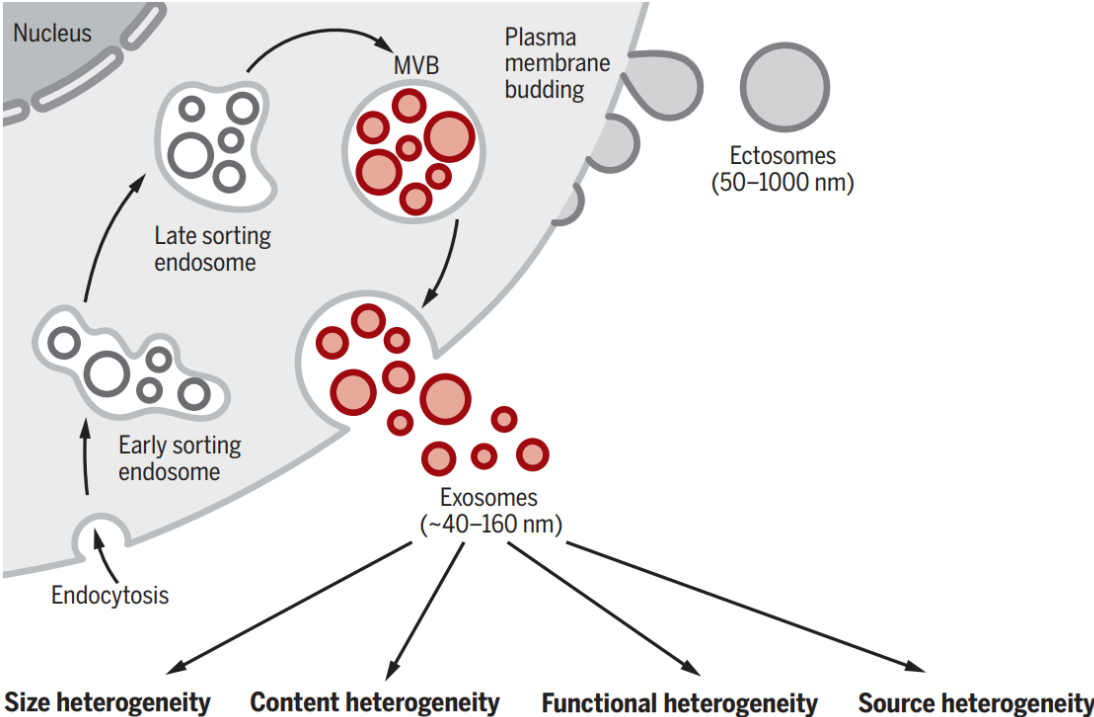 Nucleus
MVB
Plasma
membrane
budding
Ectosomes
(50–1000 nm)
Late sorting
endosome
Early sorting
endosome
Exosomes
(~40–160 nm)
Endocytosis
Size heterogeneity
Content heterogeneity
Functional heterogeneity
Source heterogeneity